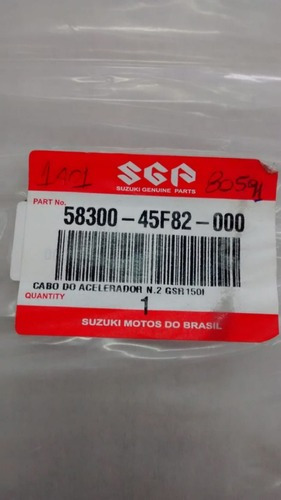 1401
SGP
SUZUKI GENUINE PARTS
80591
PART No.
58300-45F82-000
CABO DO ACELERADOR N.2 GSR150I
QUANTITY
1
SUZUKI MOTOS DO BRASIL